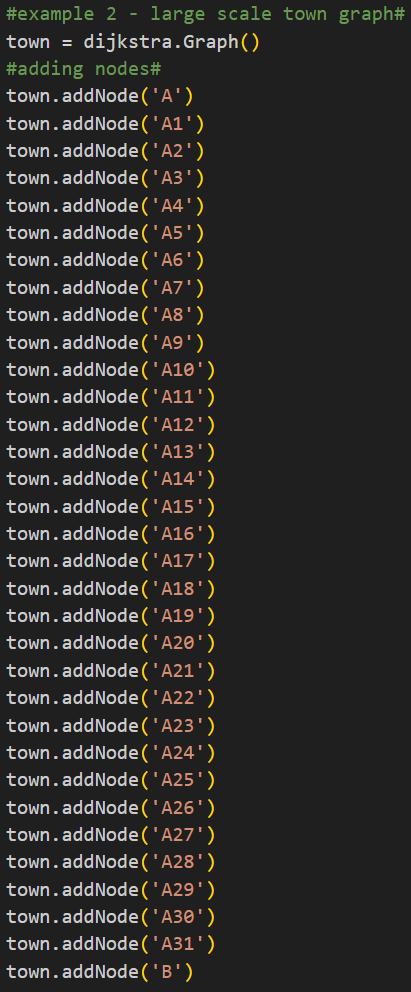 #example 2 - large scale town graph#
town = dijkstra.Graph()
#adding nodes#
town.addNode('A')
town.addNode('A1')
town.addNode('A2')
town.addNode('A3')
town.addNode('A4')
town.addNode('A5')
town.addNode('A6')
town.addNode('A7')
town.addNode('A8')
town.addNode('A9')
town.addNode('A10')
town.addNode('A11')
town.addNode('A12')
town.addNode('A13')
town.addNode('A14')
town.addNode('A15')
town.addNode('A16')
town.addNode('A17')
town.addNode('A18')
town.addNode('A19')
town.addNode('A20')
town.addNode('A21')
town.addNode('A22')
town.addNode('A23')
town.addNode('A24')
town.addNode('A25')
town.addNode('A26')
town.addNode('A27')
town.addNode('A28')
town.addNode('A29')
town.addNode('A30')
town.addNode('A31')
town.addNode('B')